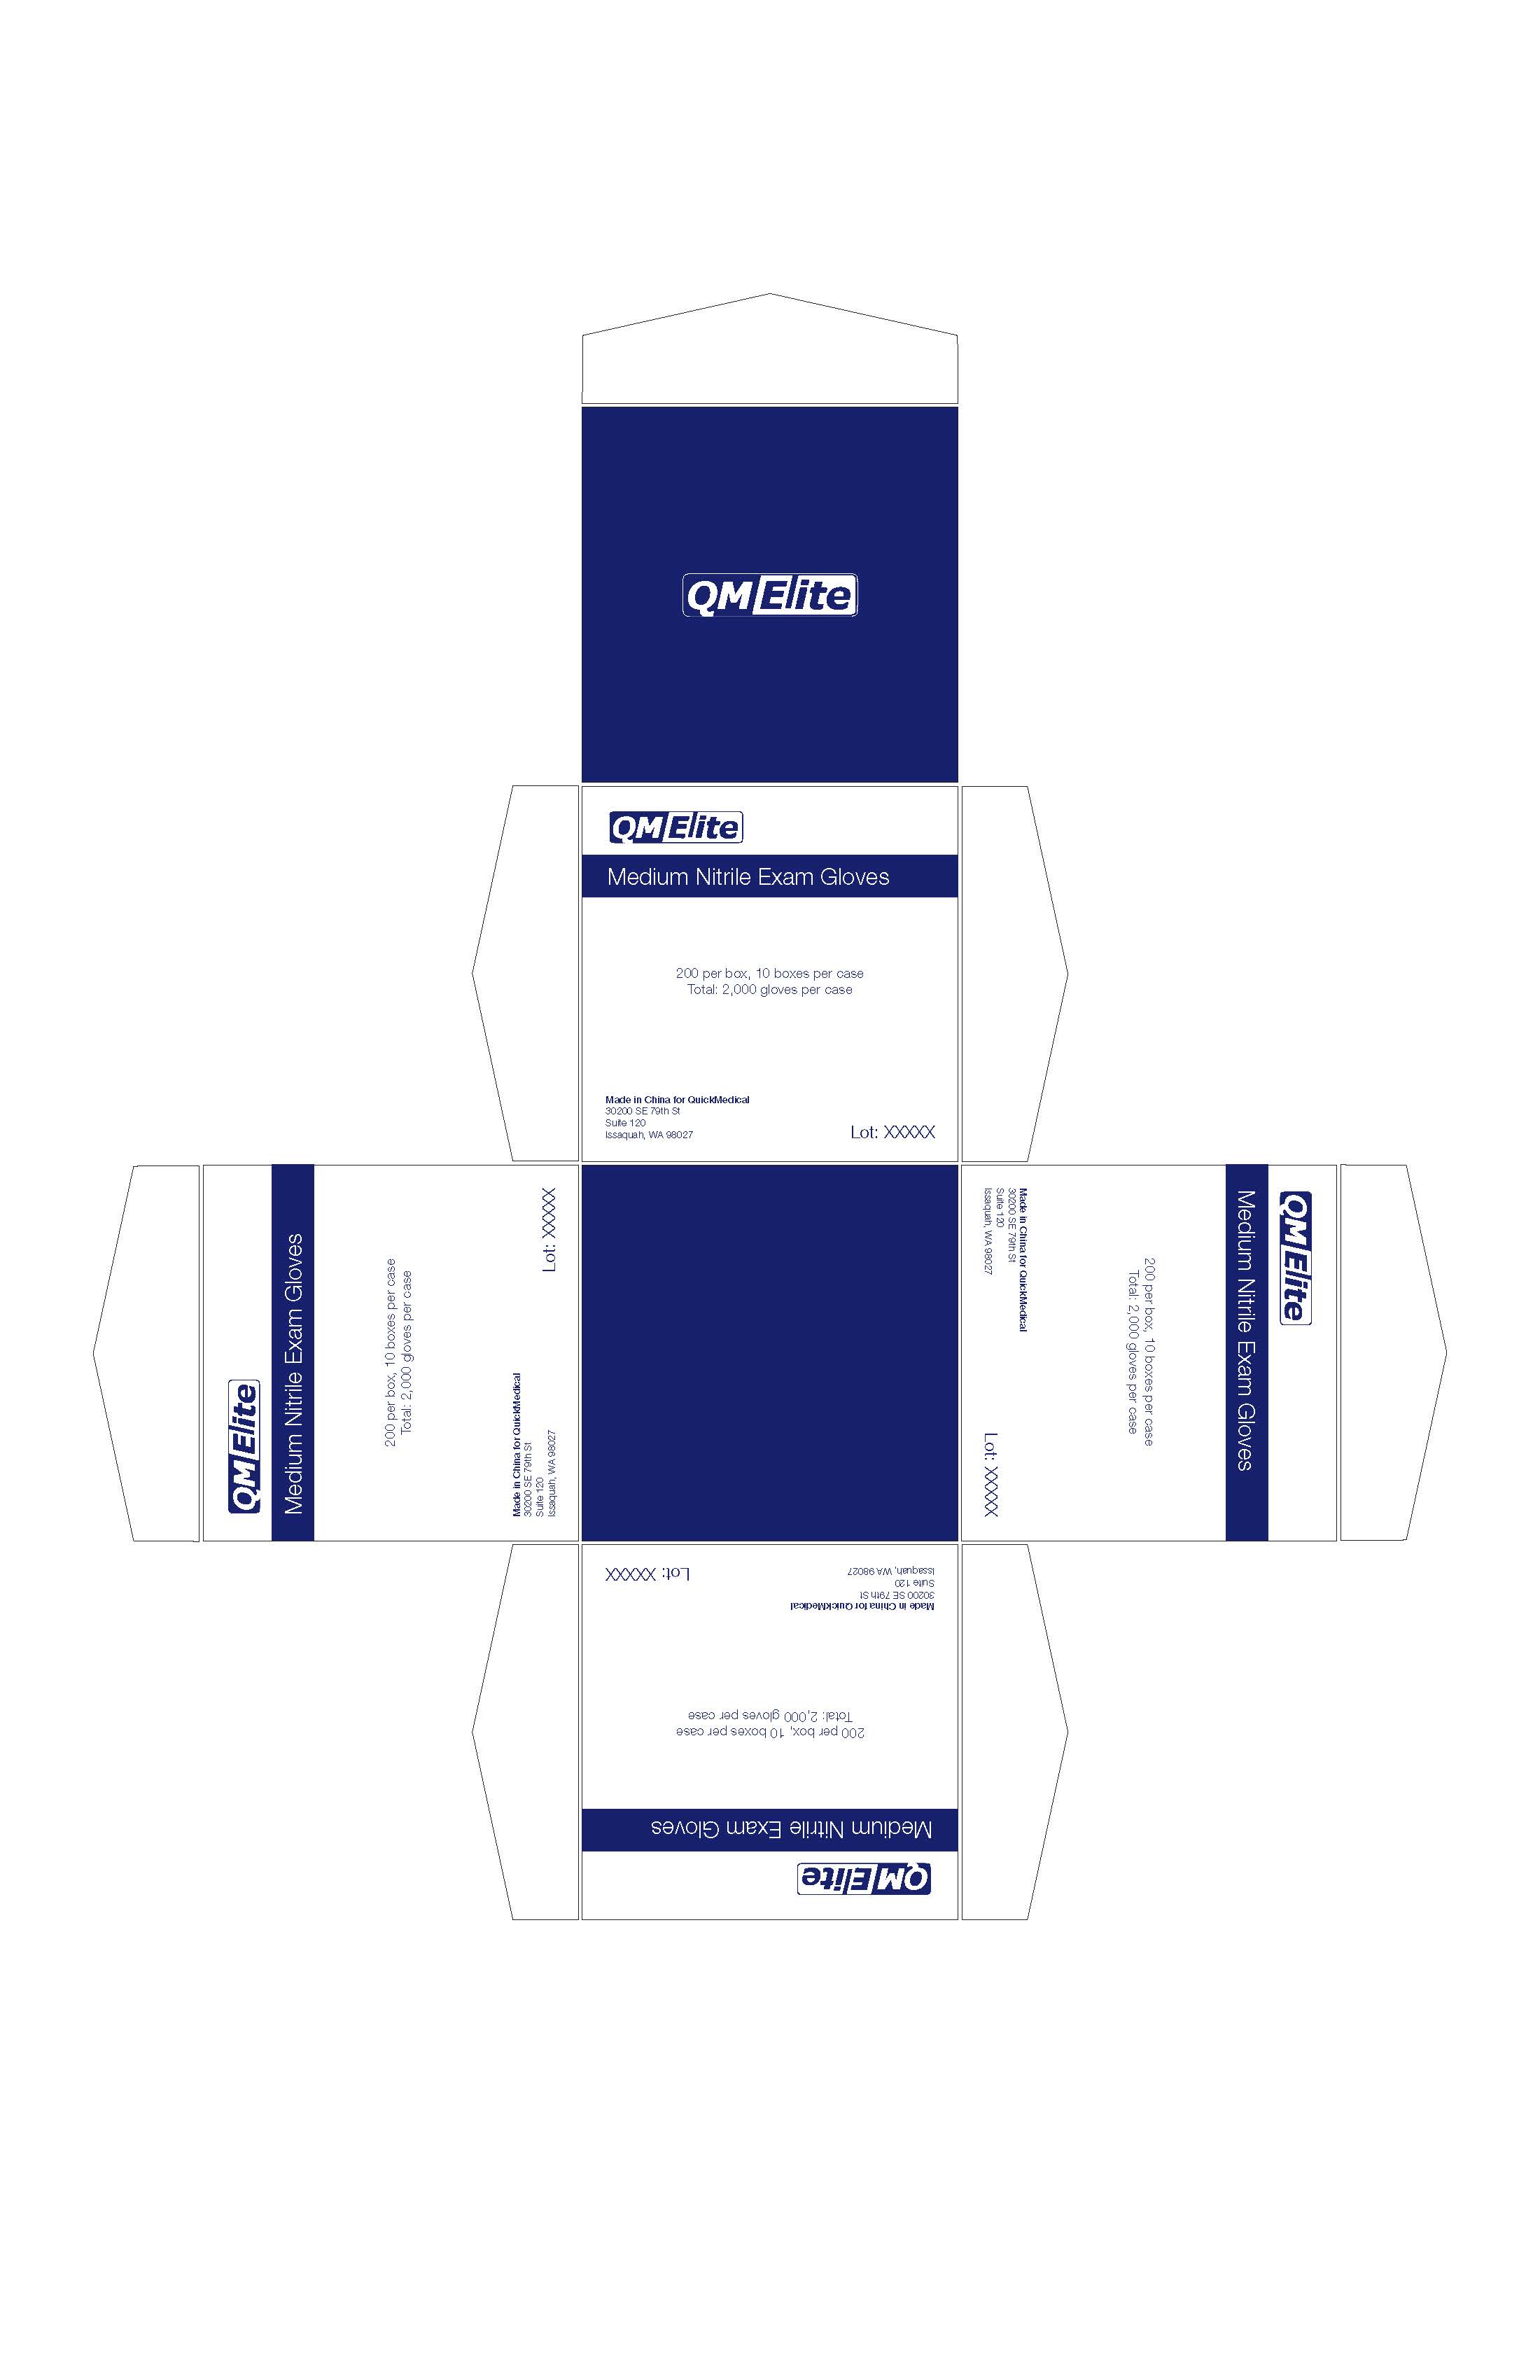 QM Elite
QM Elite
Medium Nitrile Exam Gloves
200 per box, 10 boxes per case
Total: 2,000 gloves per case
Made in China for QuickMedical
30200 SE 79th St
Suite 120
Issaquah, WA 98027
Lot: XXXXX
QM Elite
Medium Nitrile Exam Gloves
200 per box, 10 boxes per case
Total: 2,000 gloves per case
Made in China for QuickMedical
30200 SE 79th St
Suite 120
Issaquah, WA 98027
Lot: XXXXX
QM Elite
Medium Nitrile Exam Gloves
200 per box, 10 boxes per case
Total: 2,000 gloves per case
Made in China for QuickMedical
30200 SE 79th St
Suite 120
Issaquah, WA 98027
Lot: XXXXX
QM Elite
Medium Nitrile Exam Gloves
200 per box, 10 boxes per case
Total: 2,000 gloves per case
Made in China for QuickMedical
30200 SE 79th St
Suite 120
Issaquah, WA 98027
Lot: XXXXX